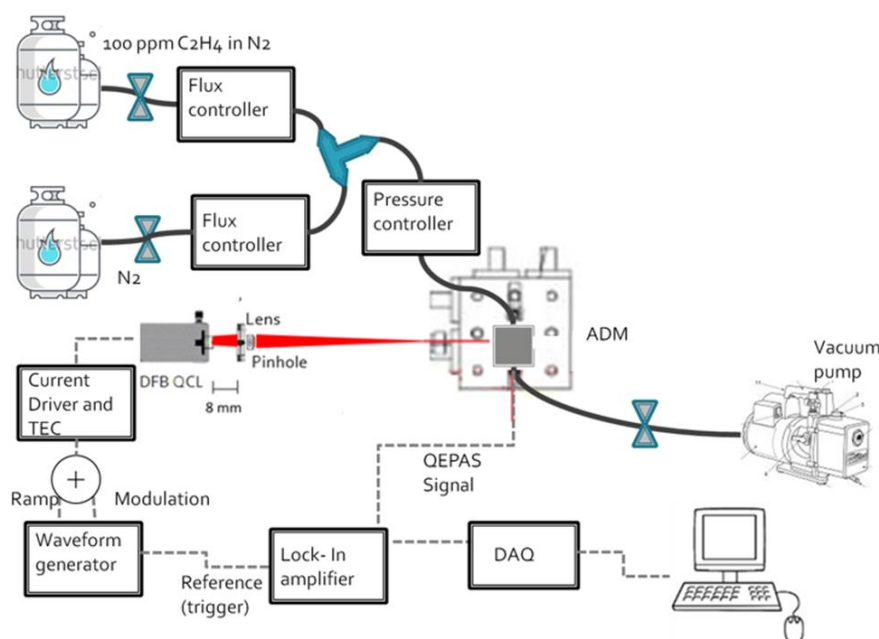 100 ppm C2H4 in N2
Flux
controller
Flux
controller
N2
Pressure
controller
ADM
Lens
Pinhole
DFB QCL
8 mm
Vacuum
pump
Current
Driver and
TEC
QEPAS
Signal
+
Ramp
Modulation
Waveform
generator
Reference
(trigger)
Lock- In
amplifier
DAQ